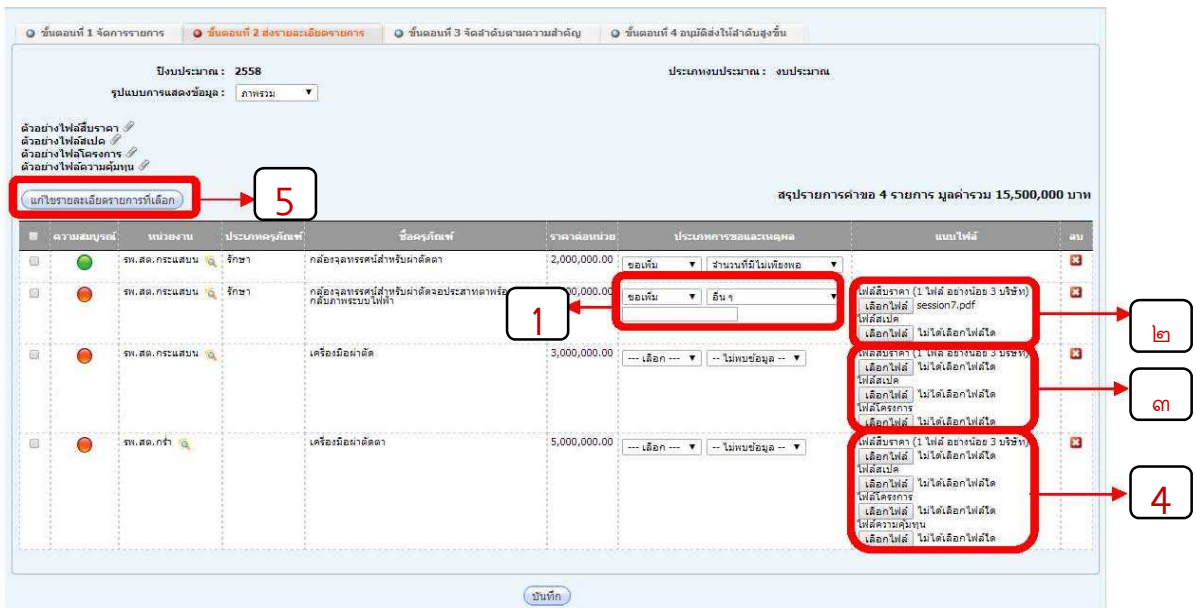 ขั้นตอนที่ 1 จัดการรายการ ขั้นตอนที่ 2 ส่งรายละเอียดรายการ ขั้นตอนที่ 3 จัดลำดับตามความสำคัญ ขั้นตอนที่ 4 อนุมัติส่งให้ลำดับสูงขึ้น
ปีงบประมาณ : 2558 ประเภทงบประมาณ : งบประมาณ
รูปแบบการแสดงข้อมูล : ภาพรวม
ตัวอย่างไฟล์สืบราคา
ตัวอย่างไฟล์สเปค
ตัวอย่างไฟล์โครงการ
ตัวอย่างไฟล์ความคุ้มทุน
แก้ไขรายละเอียดรายการที่เลือก 5 สรุปรายการคำขอ 4 รายการ มูลค่ารวม 15,500,000 บาท
ความสมบูรณ์ หน่วยงาน ประเภทครุภัณฑ์ ชื่อครุภัณฑ์ ราคาต่อหน่วย ประเภทการขอและเหตุผล แนบไฟล์ ลบ
รพ.สต.กระแสบน รักษา กล้องจุลทรรศน์สำหรับผ่าตัดตา 2,000,000.00 ขอเพิ่ม จำนวนที่มีไม่เพียงพอ
รพ.สต.กระแสบน รักษา กล้องจุลทรรศน์สำหรับผ่าตัดจอประสาทตาพร้อ 00,000.00 ขอเพิ่ม อื่น ๆ ไฟล์สืบราคา (1 ไฟล์ อย่างน้อย 3 บริษัท)
กลับภาพระบบไฟฟ้า เลือกไฟล์ session7.pdf
1 ไฟล์สเปค ๒
เลือกไฟล์ ไม่ได้เลือกไฟล์ใด
รพ.สต.กระแสบน เครื่องมือผ่าตัด 3,000,000.00 --- เลือก --- -- ไม่พบข้อมูล -- ไฟล์สืบราคา (1 ไฟล์ อย่างน้อย 3 บริษัท)
เลือกไฟล์ ไม่ได้เลือกไฟล์ใด
ไฟล์สเปค
เลือกไฟล์ ไม่ได้เลือกไฟล์ใด ๓
ไฟล์โครงการ
เลือกไฟล์ ไม่ได้เลือกไฟล์ใด
รพ.สต.กร่ำ เครื่องมือผ่าตัดตา 5,000,000.00 --- เลือก --- -- ไม่พบข้อมูล -- ไฟล์สืบราคา (1 ไฟล์ อย่างน้อย 3 บริษัท)
เลือกไฟล์ ไม่ได้เลือกไฟล์ใด
ไฟล์สเปค
เลือกไฟล์ ไม่ได้เลือกไฟล์ใด
ไฟล์โครงการ 4
เลือกไฟล์ ไม่ได้เลือกไฟล์ใด
ไฟล์ความคุ้มทุน
เลือกไฟล์ ไม่ได้เลือกไฟล์ใด
บันทึก